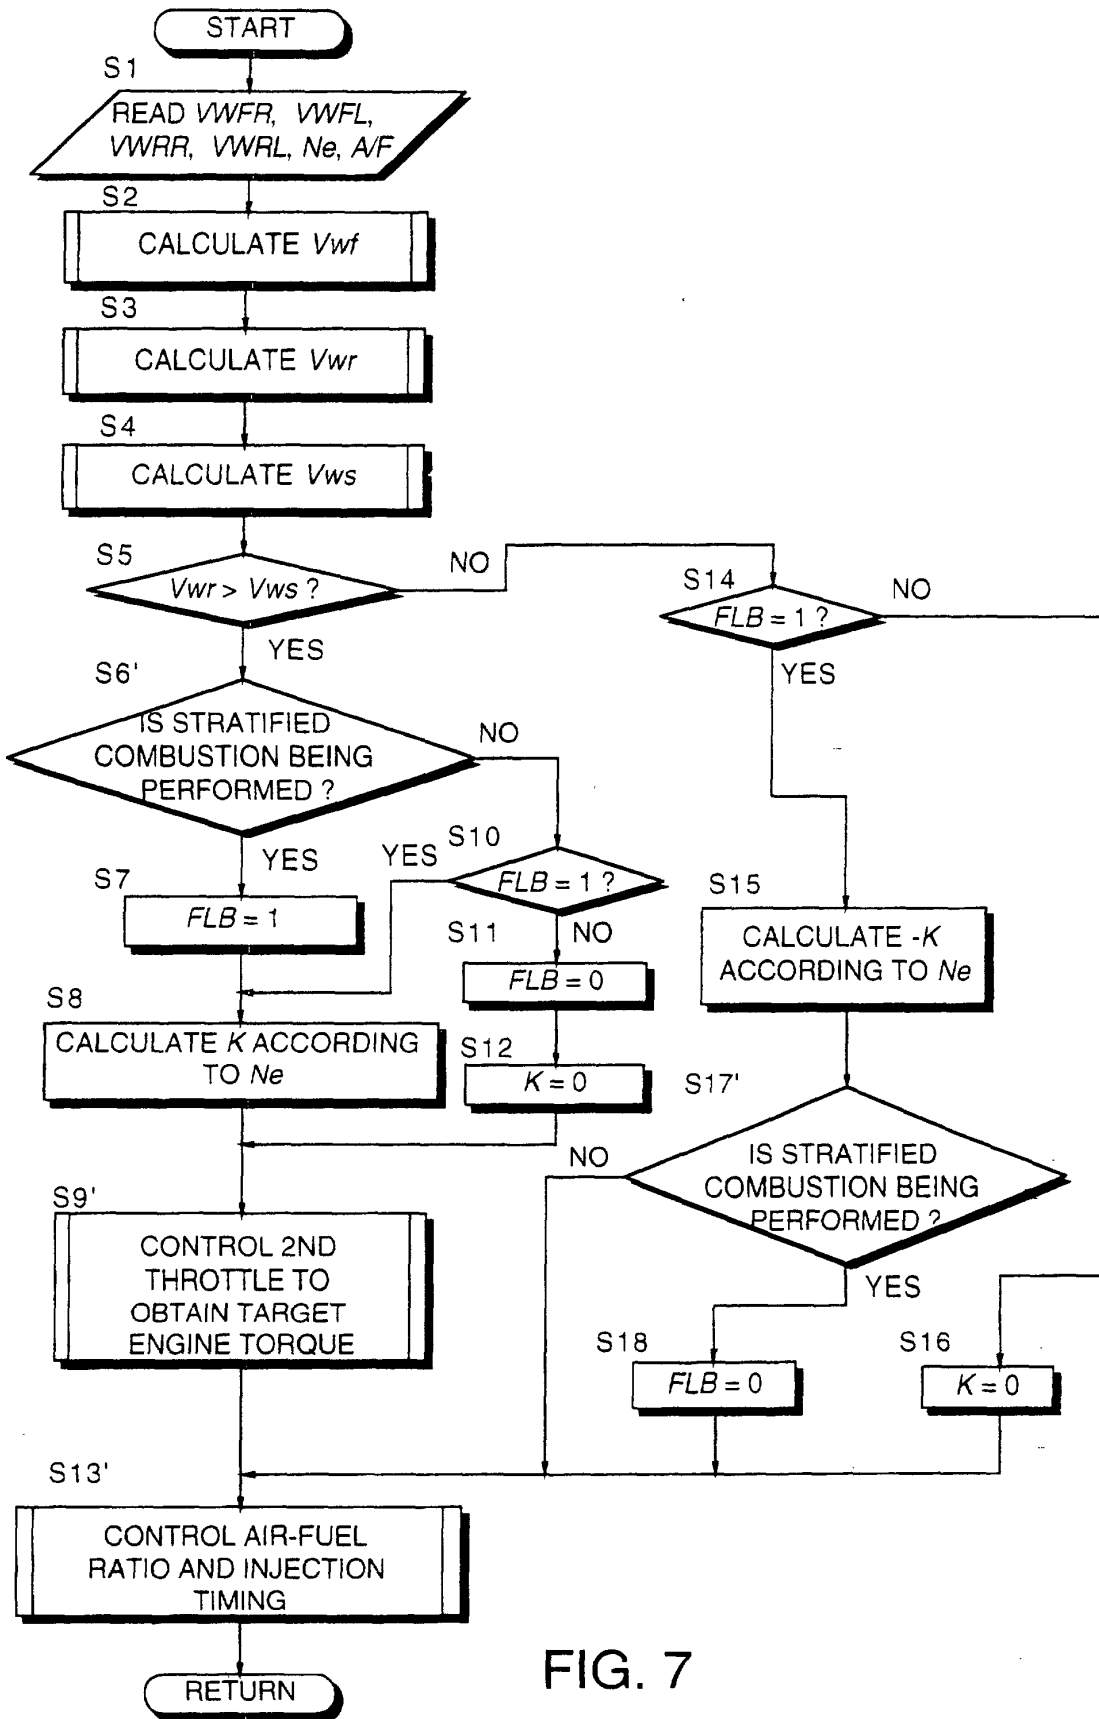 START
S1
READ VWFR, VWFL,
VWRR, VWRL, Ne, A/F
S2
CALCULATE Vwf
S3
CALCULATE Vwr
S4
CALCULATE Vws
S5
Vwr > Vws ?
NO
YES
S14
FLB = 1 ?
NO
YES
S6'
IS STRATIFIED
COMBUSTION BEING
PERFORMED ?
NO
YES
S10
FLB = 1 ?
YES
NO
S7
FLB = 1
S11
FLB = 0
S15
CALCULATE -K
ACCORDING TO Ne
S8
CALCULATE K ACCORDING
TO Ne
S12
K = 0
S17'
IS STRATIFIED
COMBUSTION BEING
PERFORMED ?
NO
YES
S9'
CONTROL 2ND
THROTTLE TO
OBTAIN TARGET
ENGINE TORQUE
S18
FLB = 0
S16
K = 0
S13'
CONTROL AIR-FUEL
RATIO AND INJECTION
TIMING
RETURN
FIG. 7